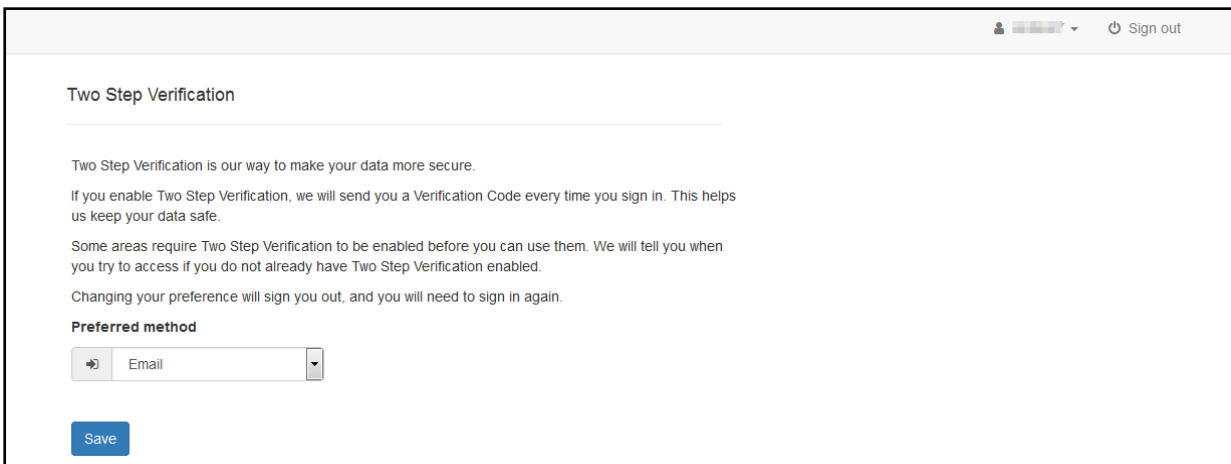 Sign out
Two Step Verification
Two Step Verification is our way to make your data more secure.
If you enable Two Step Verification, we will send you a Verification Code every time you sign in. This helps
us keep your data safe.
Some areas require Two Step Verification to be enabled before you can use them. We will tell you when
you try to access if you do not already have Two Step Verification enabled.
Changing your preference will sign you out, and you will need to sign in again.
Preferred method
Email
Save